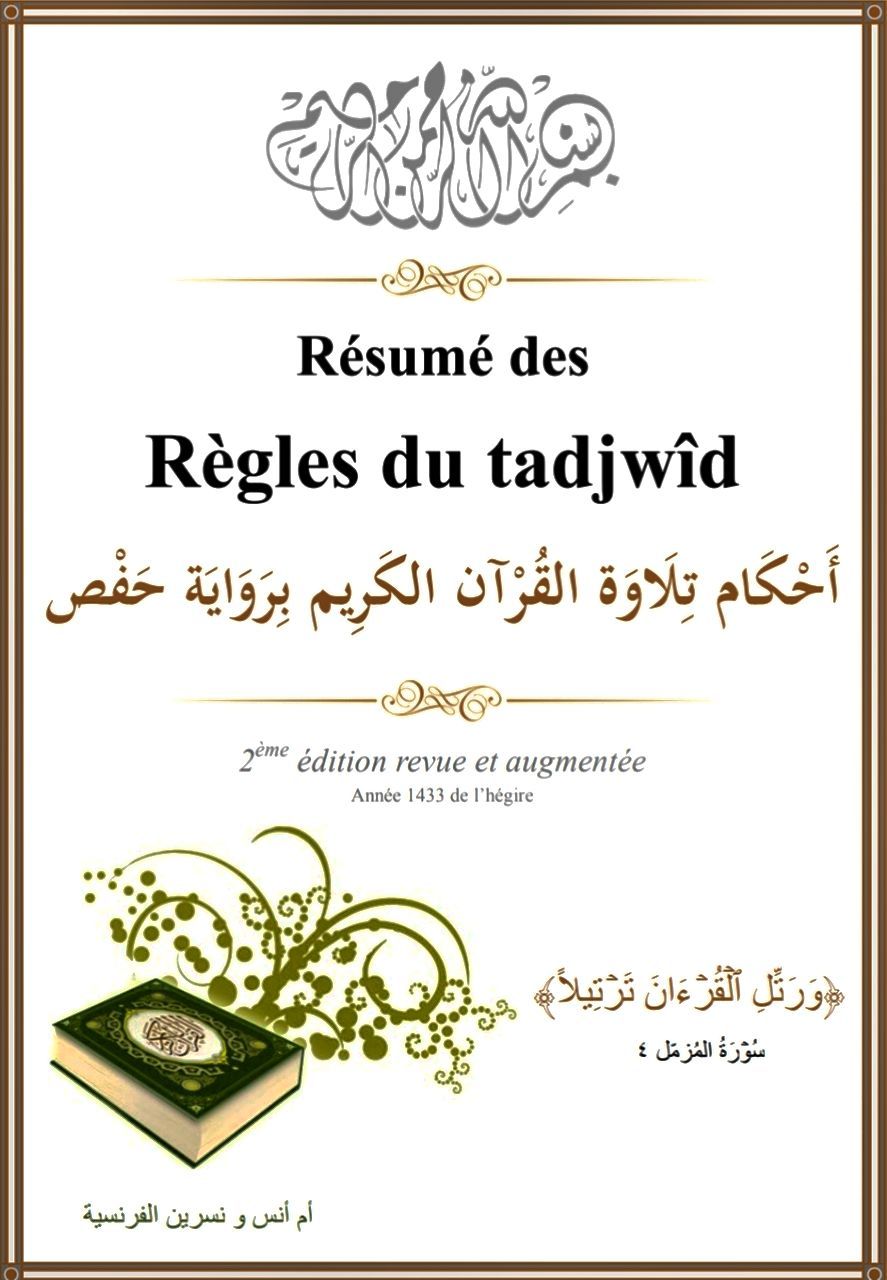 بسم الله الرحمن الرحيم
Résumé des
Règles du tadjwîd
أَحْكَام تِلَاوَة القُرْآن الكَرِيم بِرَوَايَة حَفْص
2ème édition revue et augmentée
Année 1433 de l’hégire
﴿وَرَتِّلِ ٱلْقُرْءَانَ تَرْتِيلاً﴾
سُوْرَةُ المُزمّل ٤
أم أنس و نسرين الفرنسية